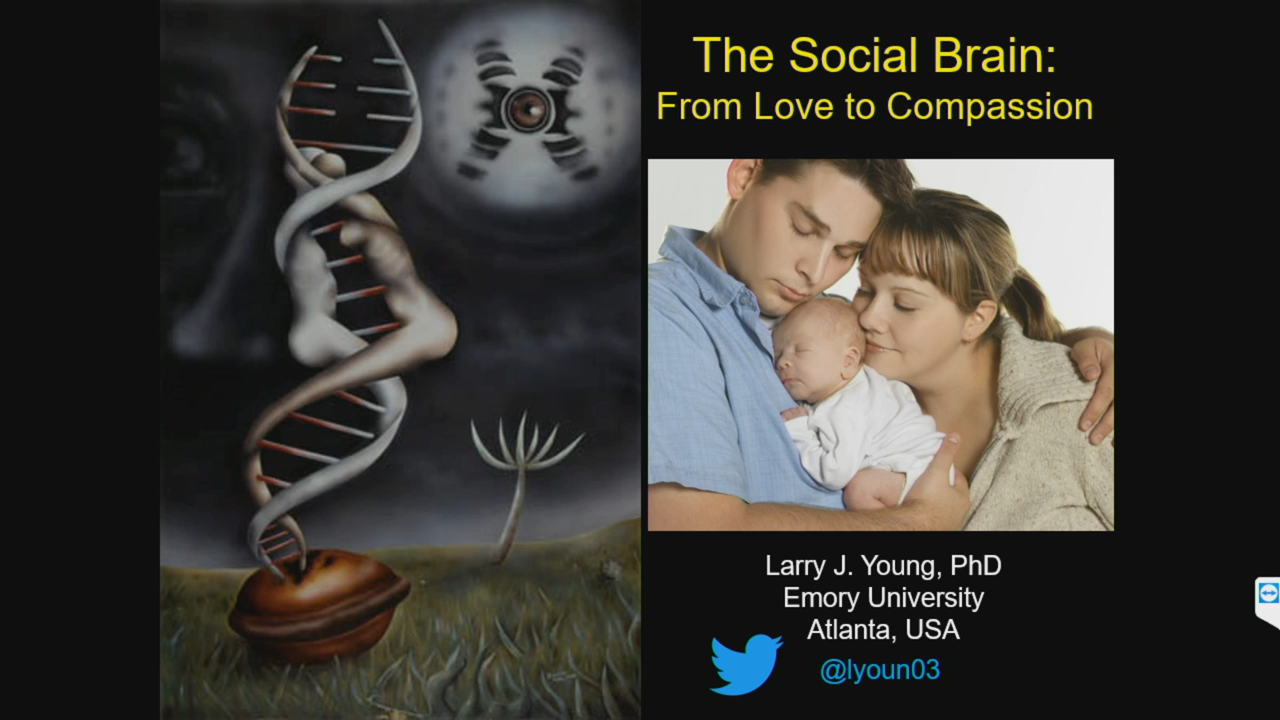 The Social Brain:
From Love to Compassion
Larry J. Young, PhD
Emory University
Atlanta, USA
@lyoun03